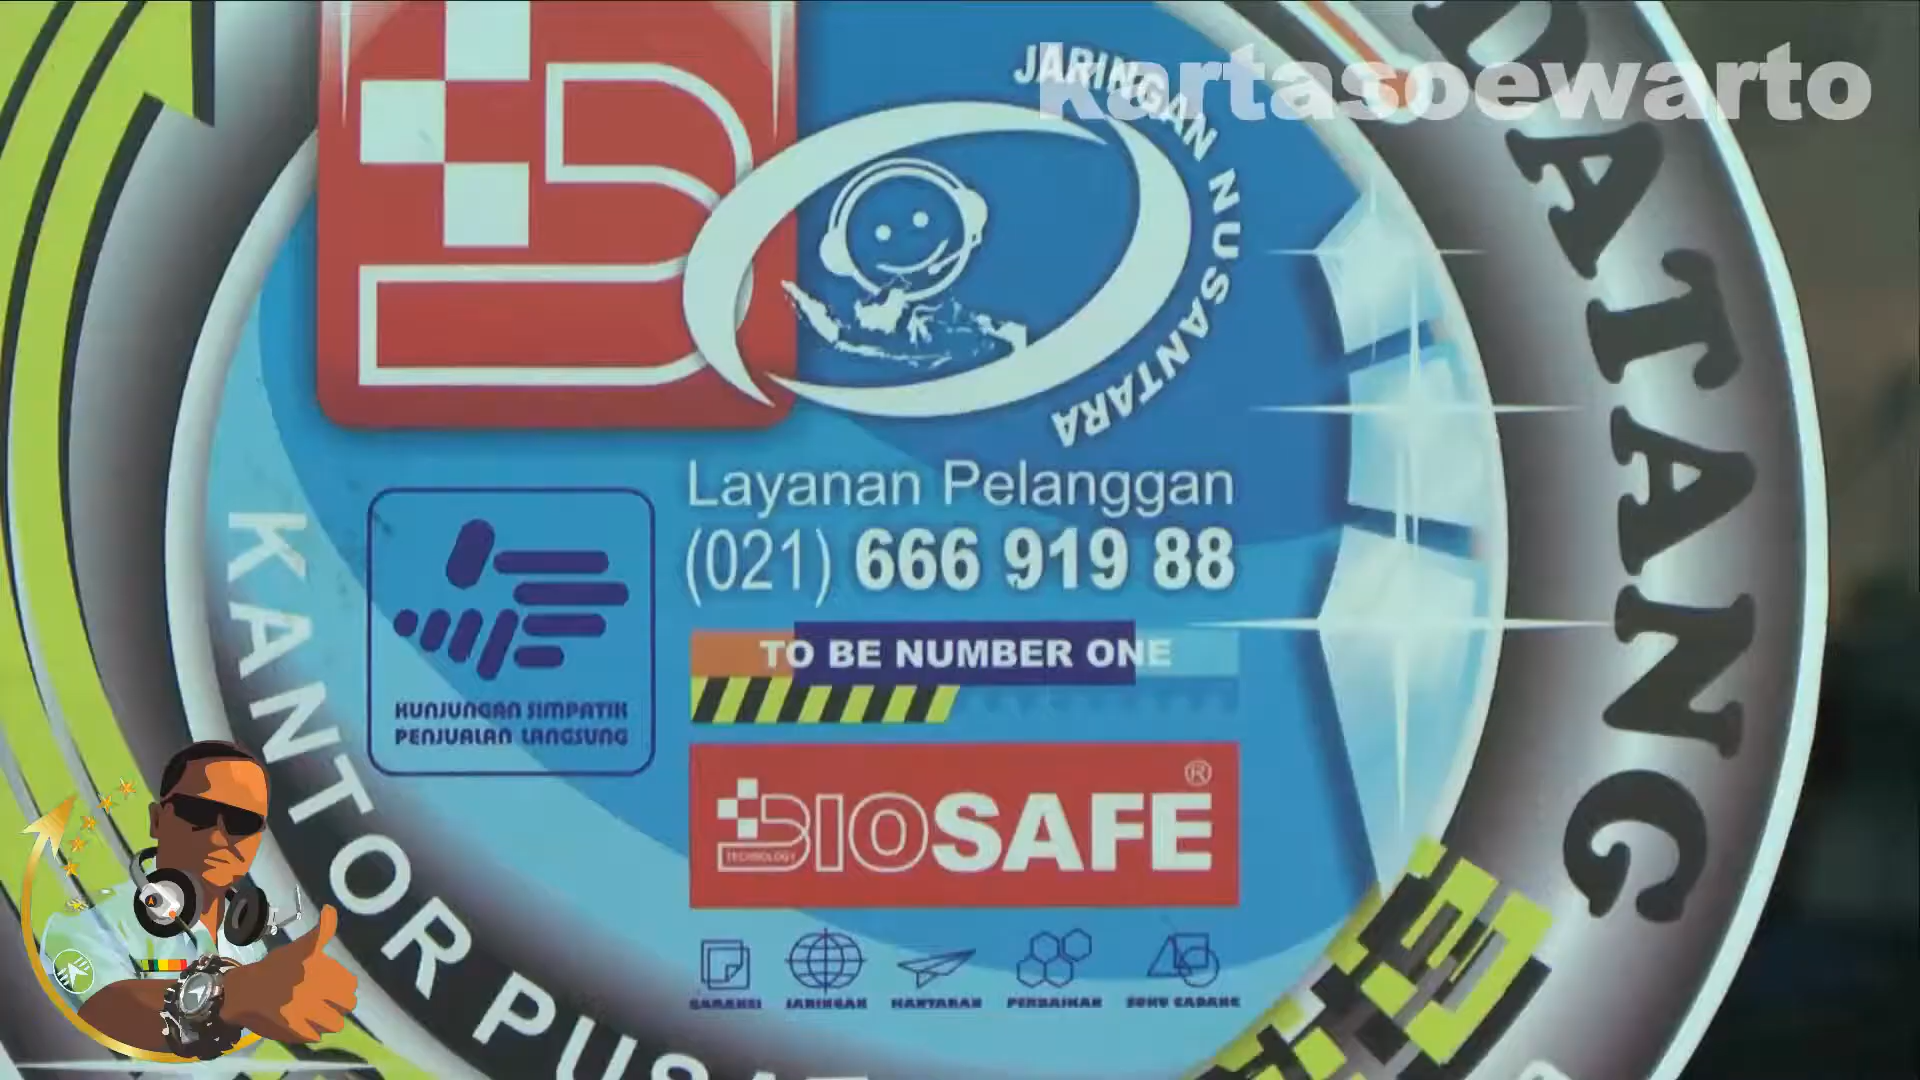 kartasoewarto
JARINGAN NUSANTARA
DATANG
Layanan Pelanggan
(021) 666 919 88
TO BE NUMBER ONE
KUNJUNGAN SIMPATIK
PENJUALAN LANGSUNG
BIOSAFE®
TECHNOLOGY
GARANSI JARINGAN HANTARAN PERBAIKAN SUKU CADANG
KANTOR